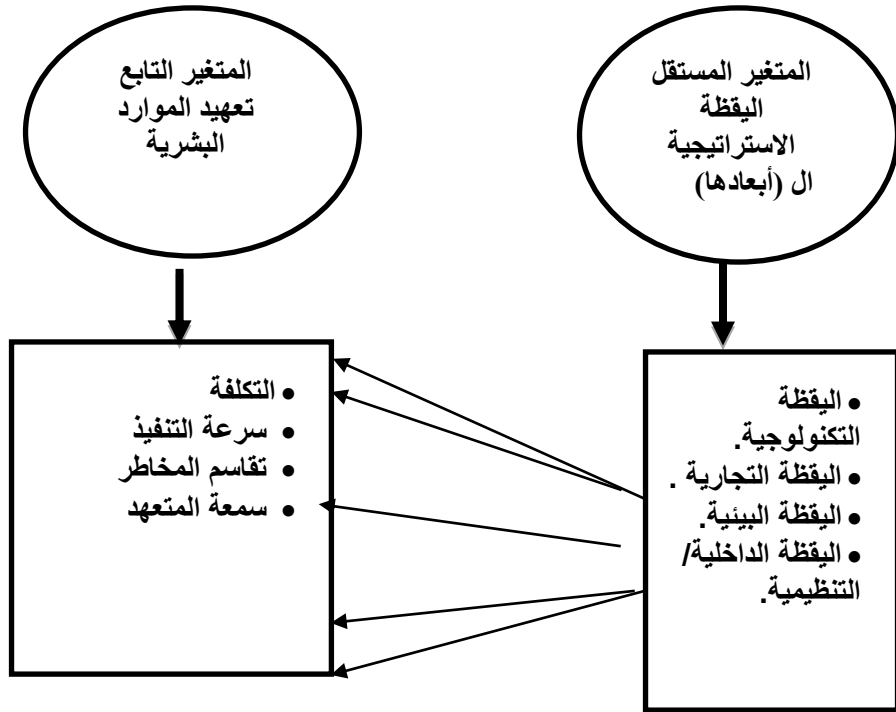 المتغير المستقل
اليقظة
الاستراتيجية
ال (أبعادها)
المتغير التابع
تعهيد الموارد
البشرية
• اليقظة
التكنولوجية.
• اليقظة التجارية .
• اليقظة البيئية.
• اليقظة الداخلية/
التنظيمية.
• التكلفة
• سرعة التنفيذ
• تقاسم المخاطر
• سمعة المتعهد